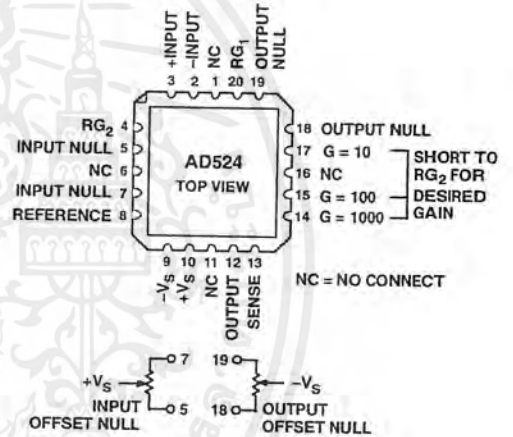 +INPUT
–INPUT
NC
RG1
OUTPUT NULL
3 2 1 20 19
RG2 4
INPUT NULL 5
NC 6
INPUT NULL 7
REFERENCE 8
AD524
TOP VIEW
18 OUTPUT NULL
17 G = 10
16 NC
15 G = 100
14 G = 1000
SHORT TO
RG2 FOR
DESIRED
GAIN
9 10 11 12 13
–VS
+VS
NC
OUTPUT
SENSE
NC = NO CONNECT
+VS
7
5
INPUT
OFFSET NULL
19
18
–VS
OUTPUT
OFFSET NULL